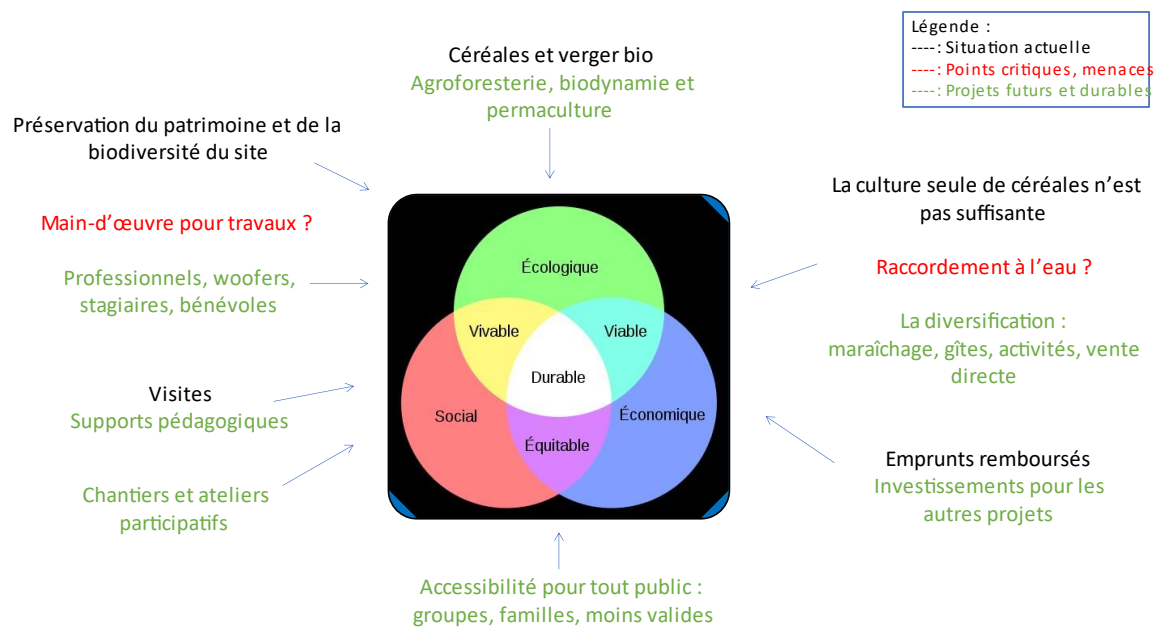 Légende :
----: Situation actuelle
----: Points critiques, menaces
----: Projets futurs et durables
Céréales et verger bio
Agroforesterie, biodynamie et
permaculture
Préservation du patrimoine et de la
biodiversité du site
Main-d’œuvre pour travaux ?
Professionnels, woofers,
stagiaires, bénévoles
Visites
Supports pédagogiques
Chantiers et ateliers
participatifs
Écologique
Vivable
Viable
Durable
Social
Économique
Équitable
La culture seule de céréales n’est
pas suffisante
Raccordement à l’eau ?
La diversification :
maraîchage, gîtes, activités, vente
directe
Emprunts remboursés
Investissements pour les
autres projets
Accessibilité pour tout public :
groupes, familles, moins valides